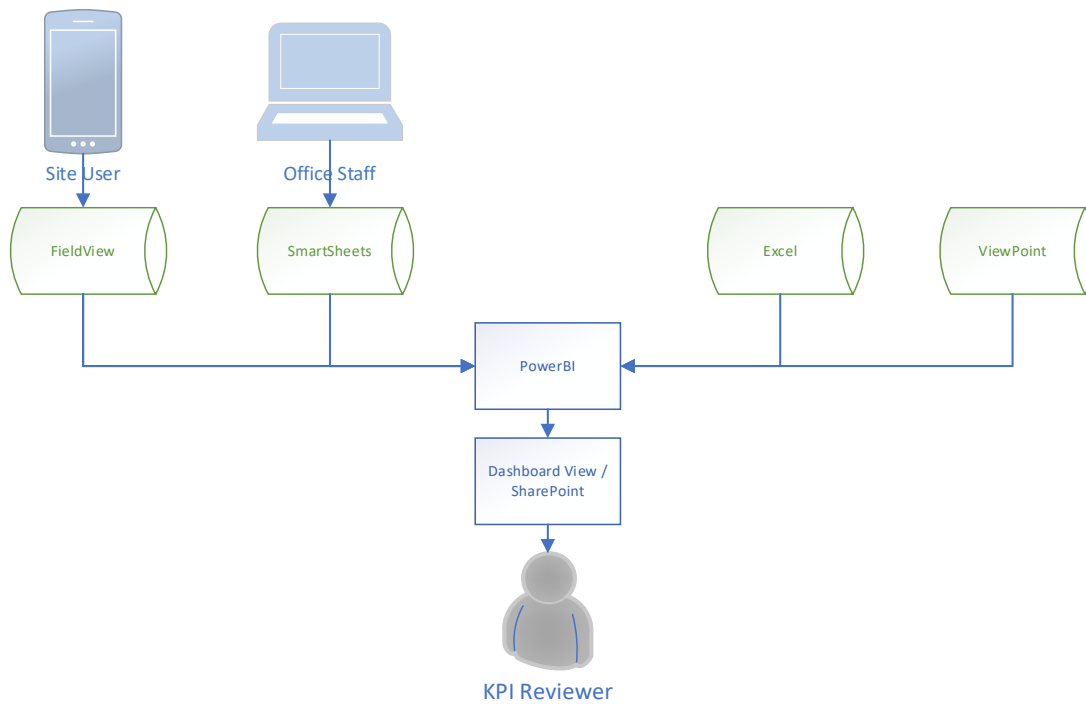 Site User
Office Staff
FieldView
SmartSheets
Excel
ViewPoint
PowerBI
Dashboard View /
SharePoint
KPI Reviewer